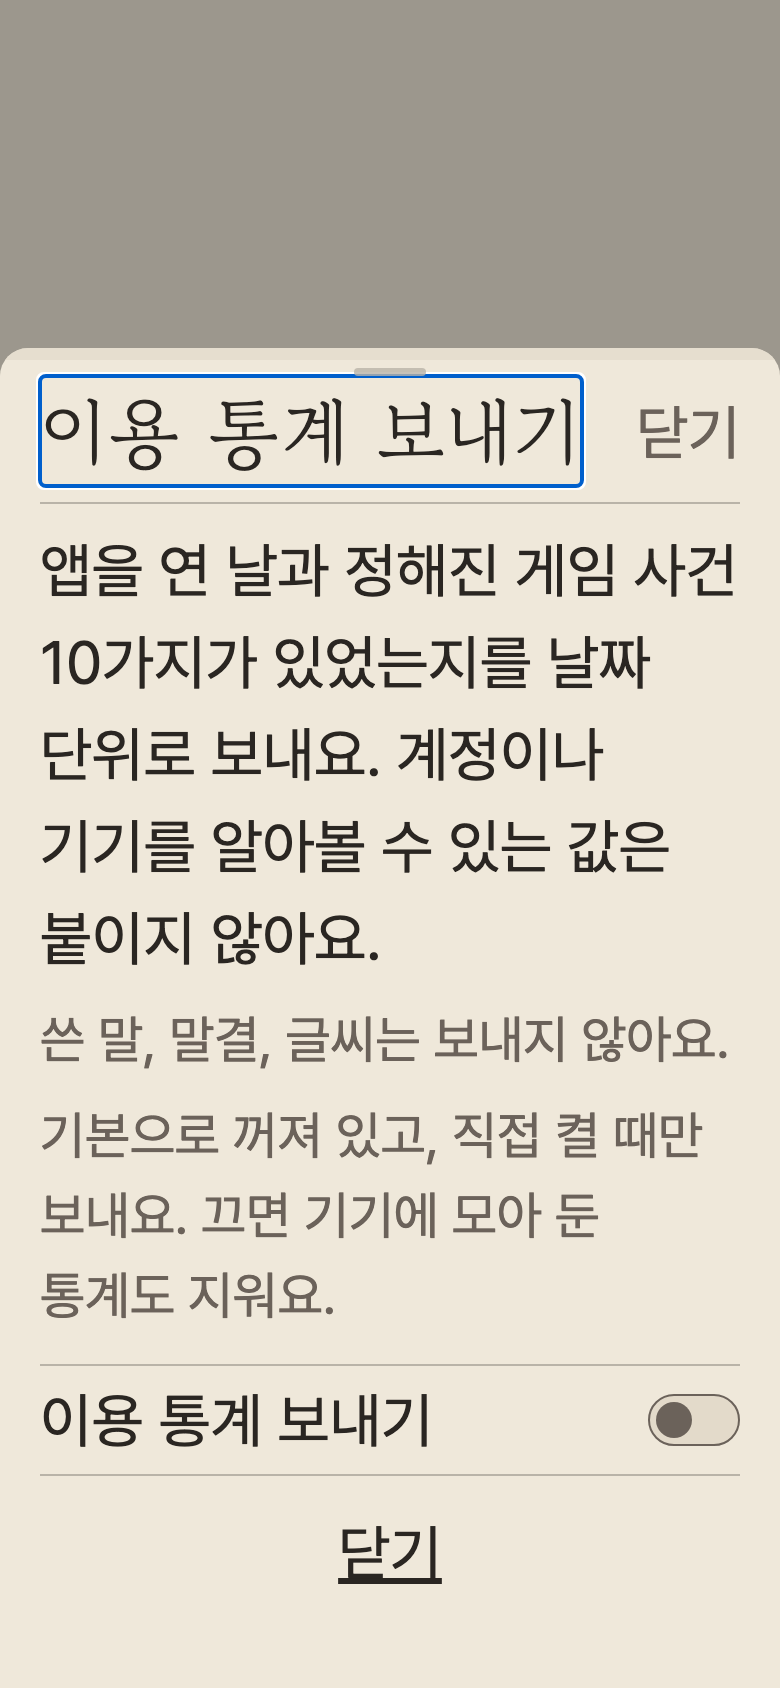 이용 통계 보내기
닫기
앱을 연 날과 정해진 게임 사건
10가지가 있었는지를 날짜
단위로 보내요. 계정이나
기기를 알아볼 수 있는 값은
붙이지 않아요.
쓴 말, 말결, 글씨는 보내지 않아요.
기본으로 꺼져 있고, 직접 켤 때만
보내요. 끄면 기기에 모아 둔
통계도 지워요.
이용 통계 보내기
닫기